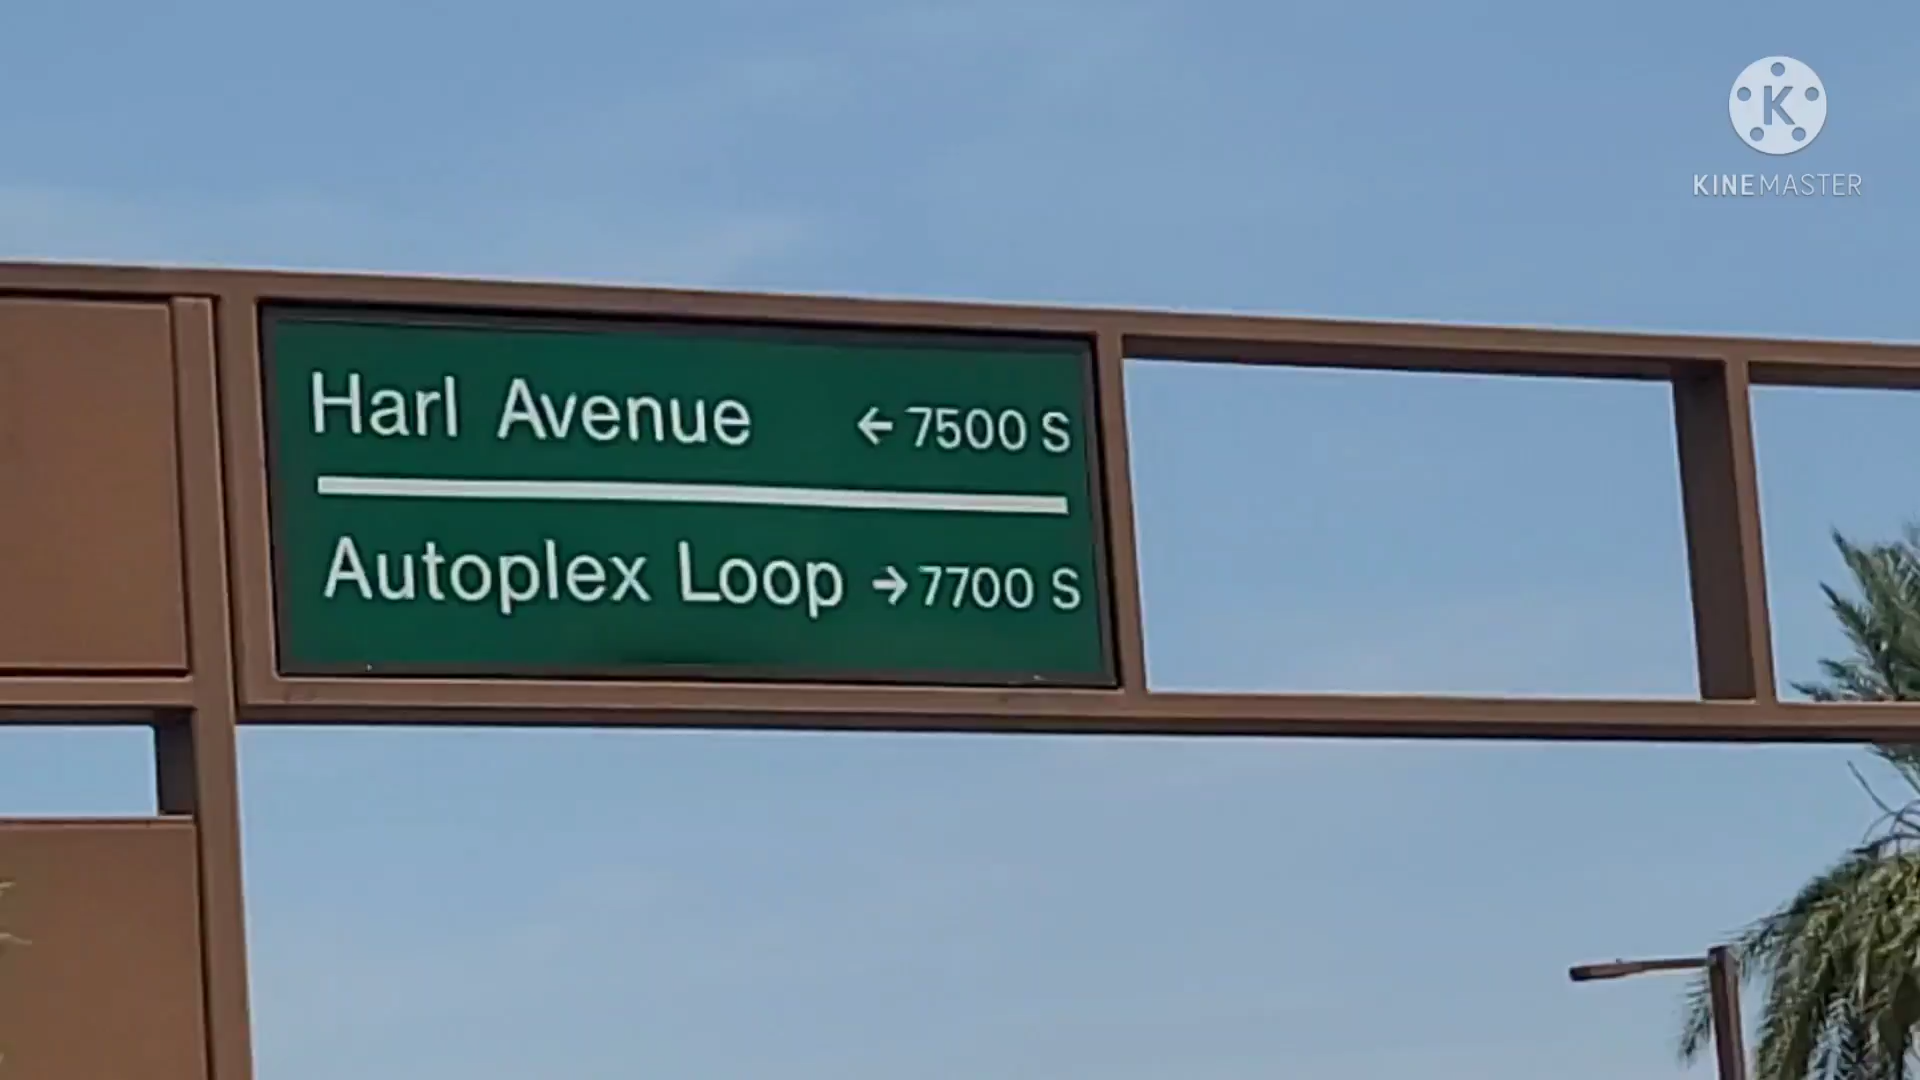 K
KINEMASTER
Harl Avenue ← 7500 S
Autoplex Loop → 7700 S